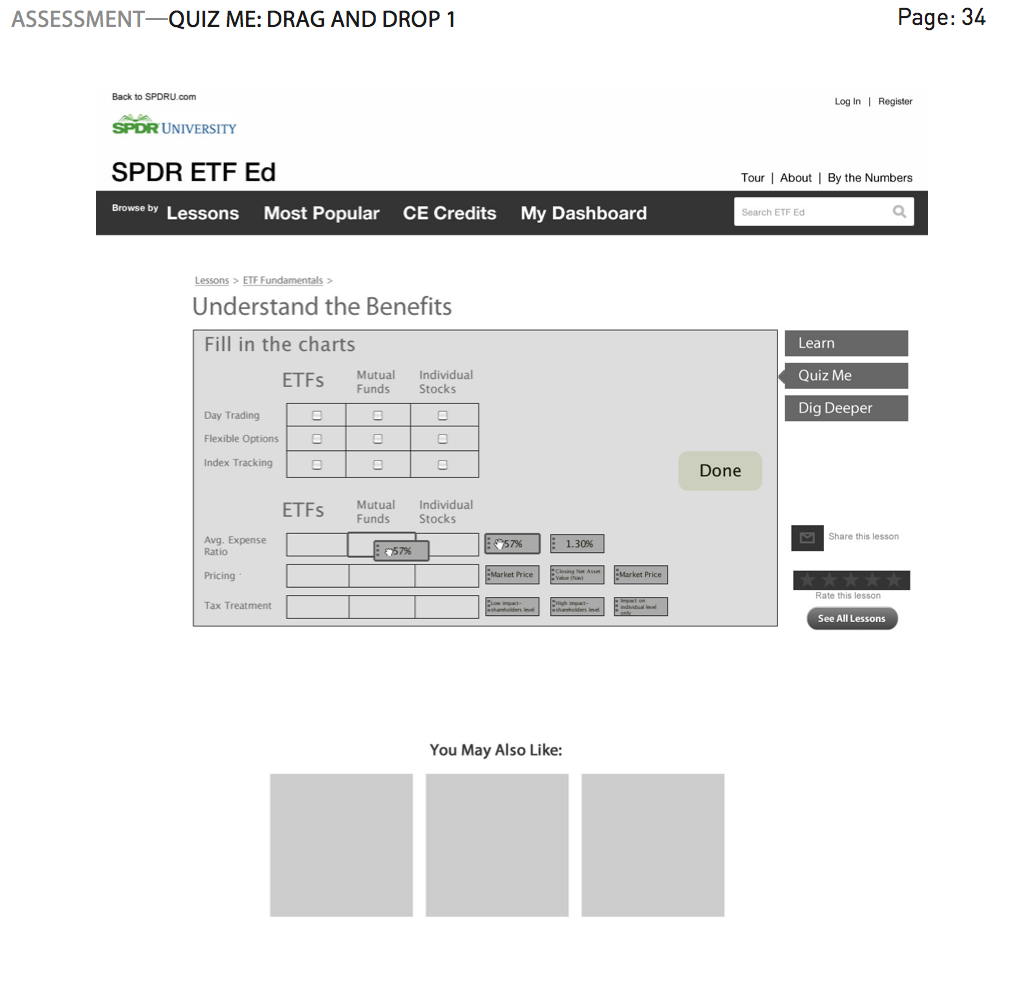 ASSESSMENT—QUIZ ME: DRAG AND DROP 1
Page: 34
Back to SPDRU.com
Log In | Register
SPDR UNIVERSITY
SPDR ETF Ed
Tour | About | By the Numbers
Browse by Lessons Most Popular CE Credits My Dashboard
Search ETF Ed
Lessons > ETF Fundamentals >
Understand the Benefits
Fill in the charts
ETFs Mutual Funds Individual Stocks
Day Trading
Flexible Options
Index Tracking
Done
ETFs Mutual Funds Individual Stocks
Avg. Expense
Ratio
57% 57% 1.30%
Pricing
Market Price
Closing Net Asset
Value (Nav)
Market Price
Tax Treatment
Low impact-
shareholders level
High impact-
shareholders level
Impact on
individual level
only
Learn
Quiz Me
Dig Deeper
Share this lesson
Rate this lesson
See All Lessons
You May Also Like: